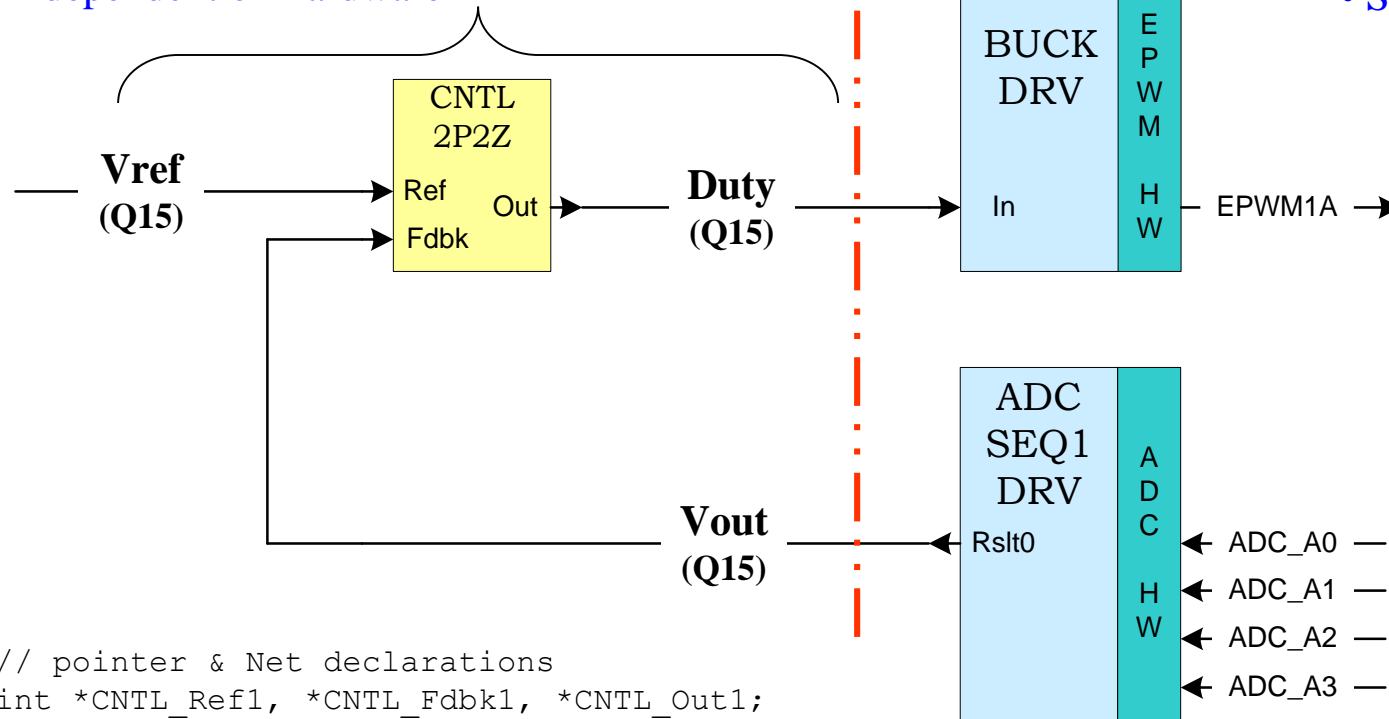 CNTL
2P2Z
Vref
(Q15)
Ref
Fdbk
Out
Duty
(Q15)
BUCK
DRV
In
E
P
W
M
H
W
EPWM1A
ADC
SEQ1
DRV
Rslt0
A
D
C
H
W
Vout
(Q15)
ADC_A0
ADC_A1
ADC_A2
ADC_A3
// pointer & Net declarations
int *CNTL_Ref1, *CNTL_Fdbk1, *CNTL_Out1;